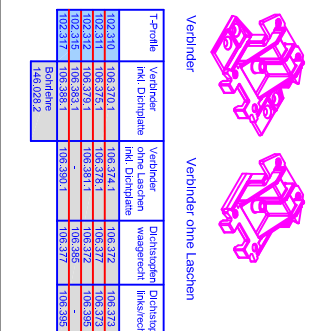 Verbinder
Verbinder ohne Laschen
T-Profile Verbinder inkl. Dichtplatte Verbinder ohne Laschen inkl. Dichtplatte Dichtstopfen waagerecht
102.310 106.370.1 106.374.1 106.372 106.373
102.311 106.375.1 106.378.1 106.377 106.373
102.312 106.379.1 106.381.1 106.372 106.395
102.315 106.383.1 - 106.385 -
102.317 106.388.1 106.390.1 106.377 106.395
Bohrlehre
146.028.2